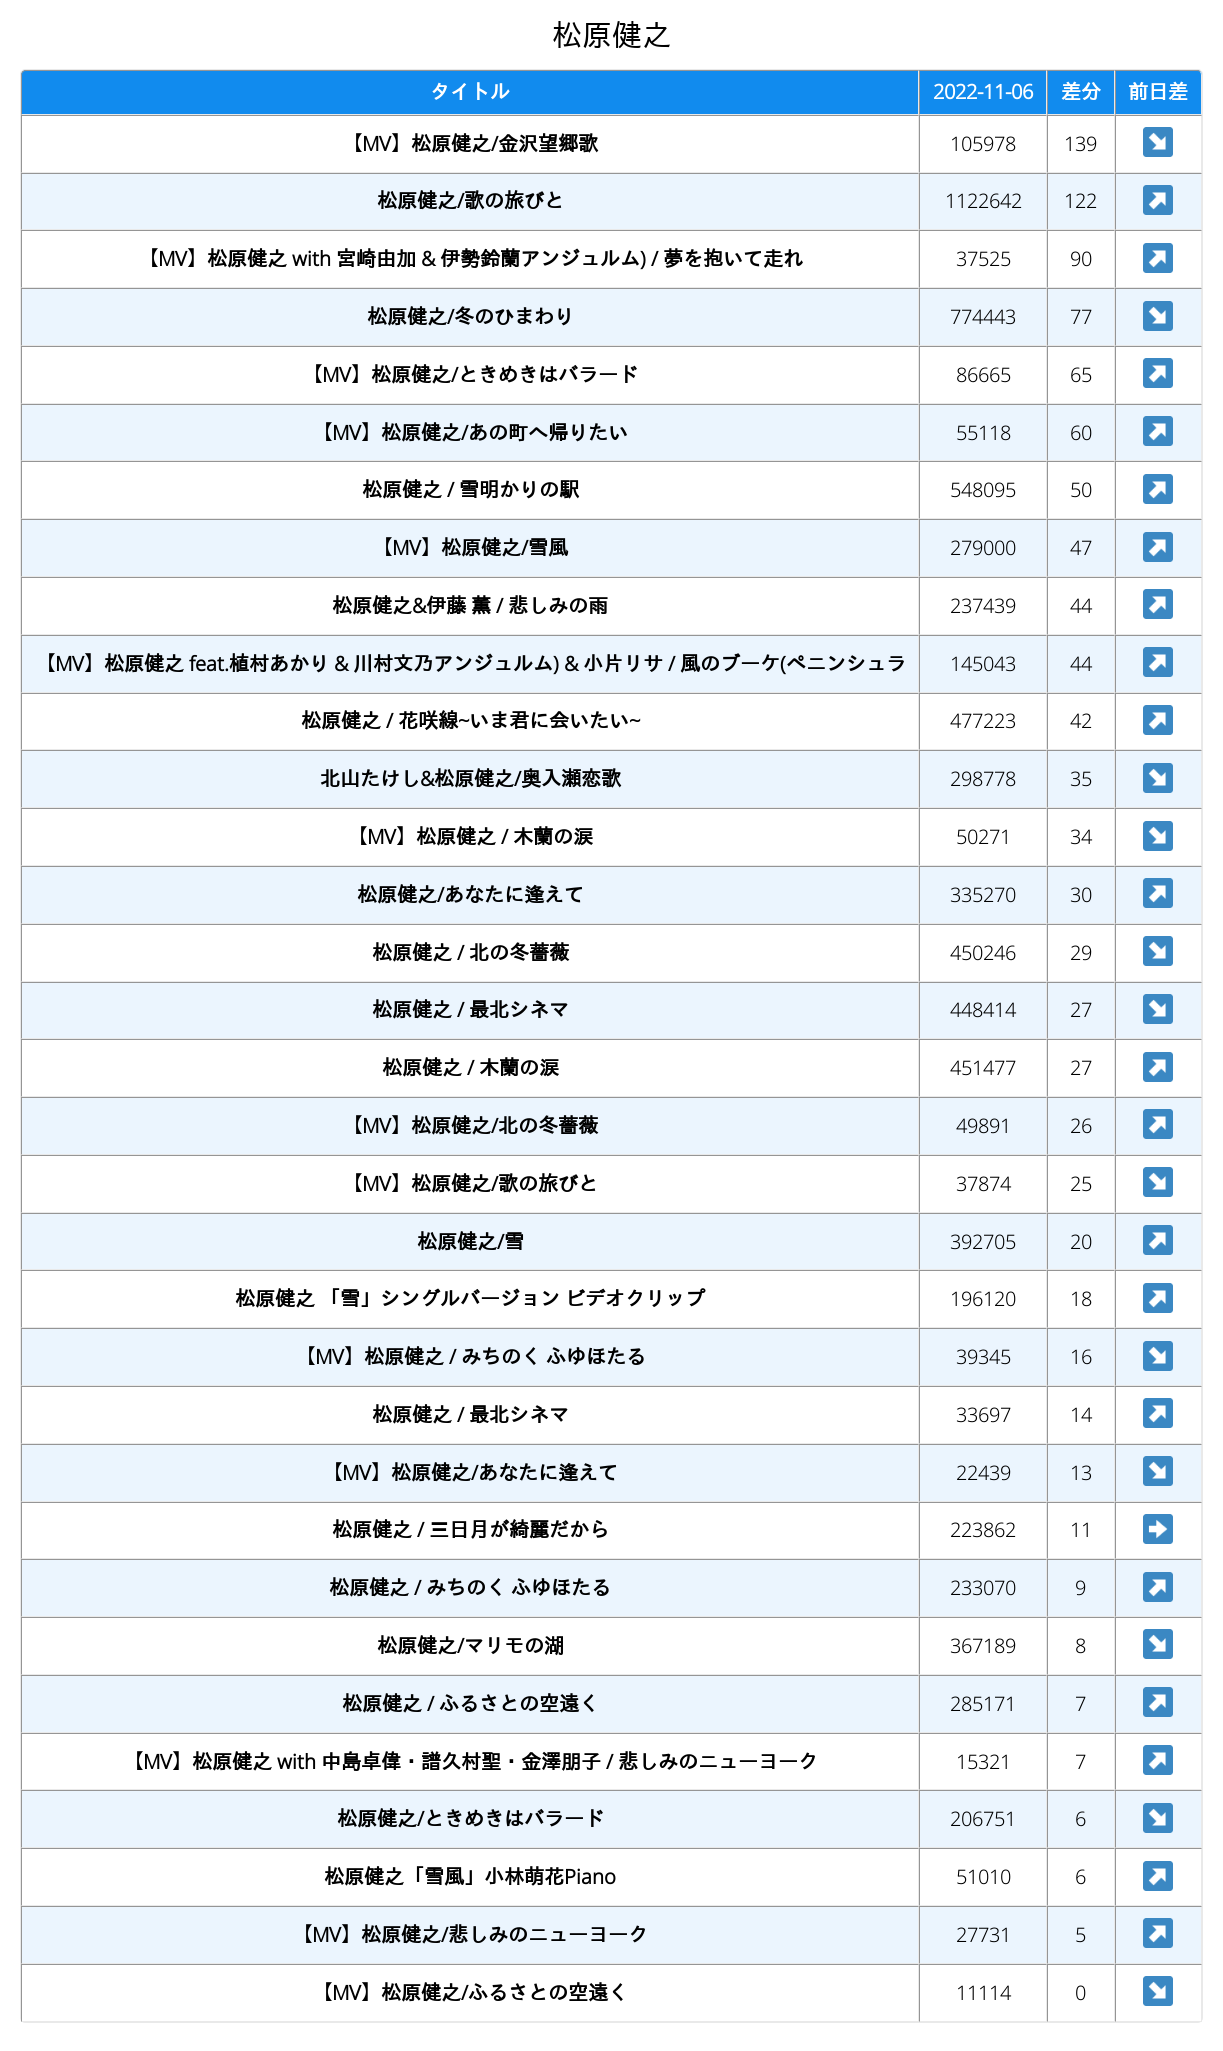 松原健之
タイトル 2022-11-06 差分 前日差
【MV】松原健之/金沢望郷歌 105978 139 ↘
松原健之/歌の旅びと 1122642 122 ↗
【MV】松原健之 with 宮崎由加 & 伊勢鈴蘭アンジュルム) / 夢を抱いて走れ 37525 90 ↗
松原健之/冬のひまわり 774443 77 ↘
【MV】松原健之/ときめきはバラード 86665 65 ↗
【MV】松原健之/あの町へ帰りたい 55118 60 ↗
松原健之 / 雪明かりの駅 548095 50 ↗
【MV】松原健之/雪風 279000 47 ↗
松原健之&伊藤 薫 / 悲しみの雨 237439 44 ↗
【MV】松原健之 feat.植村あかり & 川村文乃アンジュルム) & 小片リサ / 風のブーケ(ペニンシュラ 145043 44 ↗
松原健之 / 花咲線~いま君に会いたい~ 477223 42 ↗
北山たけし&松原健之/奥入瀬恋歌 298778 35 ↘
【MV】松原健之 / 木蘭の涙 50271 34 ↘
松原健之/あなたに逢えて 335270 30 ↗
松原健之 / 北の冬薔薇 450246 29 ↘
松原健之 / 最北シネマ 448414 27 ↘
松原健之 / 木蘭の涙 451477 27 ↗
【MV】松原健之/北の冬薔薇 49891 26 ↗
【MV】松原健之/歌の旅びと 37874 25 ↘
松原健之/雪 392705 20 ↗
松原健之 「雪」シングルバージョン ビデオクリップ 196120 18 ↗
【MV】松原健之 / みちのく ふゆほたる 39345 16 ↘
松原健之 / 最北シネマ 33697 14 ↗
【MV】松原健之/あなたに逢えて 22439 13 ↘
松原健之 / 三日月が綺麗だから 223862 11 ➡
松原健之 / みちのく ふゆほたる 233070 9 ↗
松原健之/マリモの湖 367189 8 ↘
松原健之 / ふるさとの空遠く 285171 7 ↗
【MV】松原健之 with 中島卓偉・譜久村聖・金澤朋子 / 悲しみのニューヨーク 15321 7 ↗
松原健之/ときめきはバラード 206751 6 ↘
松原健之「雪風」小林萌花Piano 51010 6 ↗
【MV】松原健之/悲しみのニューヨーク 27731 5 ↗
【MV】松原健之/ふるさとの空遠く 11114 0 ↘